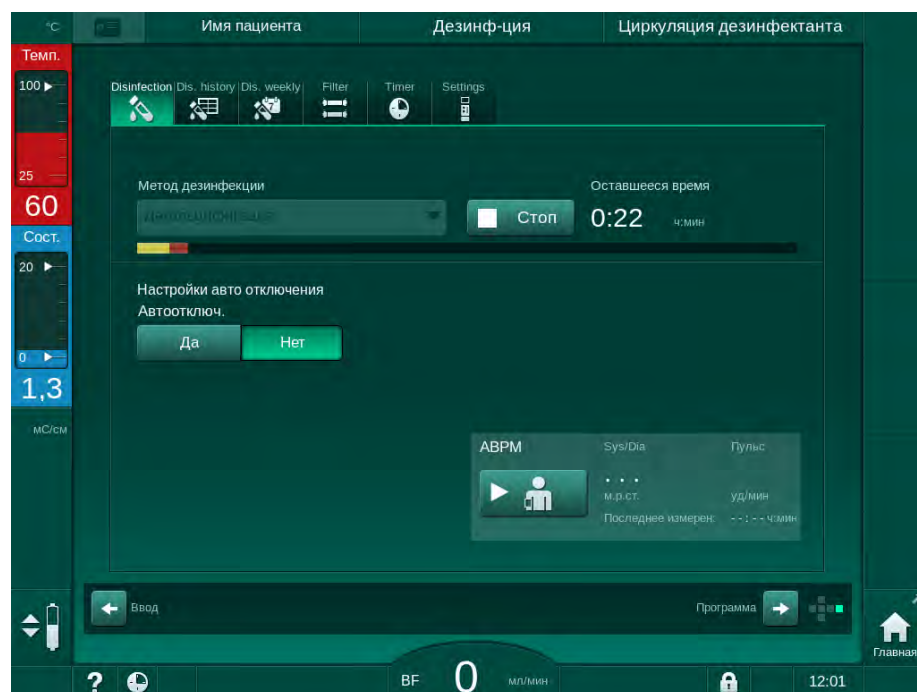 °C
Имя пациента
Дезинф-ция
Циркуляция дезинфектанта
Темп.
100
25
60
Сост.
20
0
1,3
мС/см
Disinfection
Dis. history
Dis. weekly
Filter
Timer
Settings
7
Метод дезинфекции
Стоп
Оставшееся время
0:22 ч:мин
Настройки авто отключения
Автоотключ.
Да
Нет
ABPM
Sys/Dia
Пульс
м.р.ст.
уд/мин
Последнее измерен:
--:-- ч:мин
Ввод
Программа
Главная
?
BF 0 мл/мин
12:01